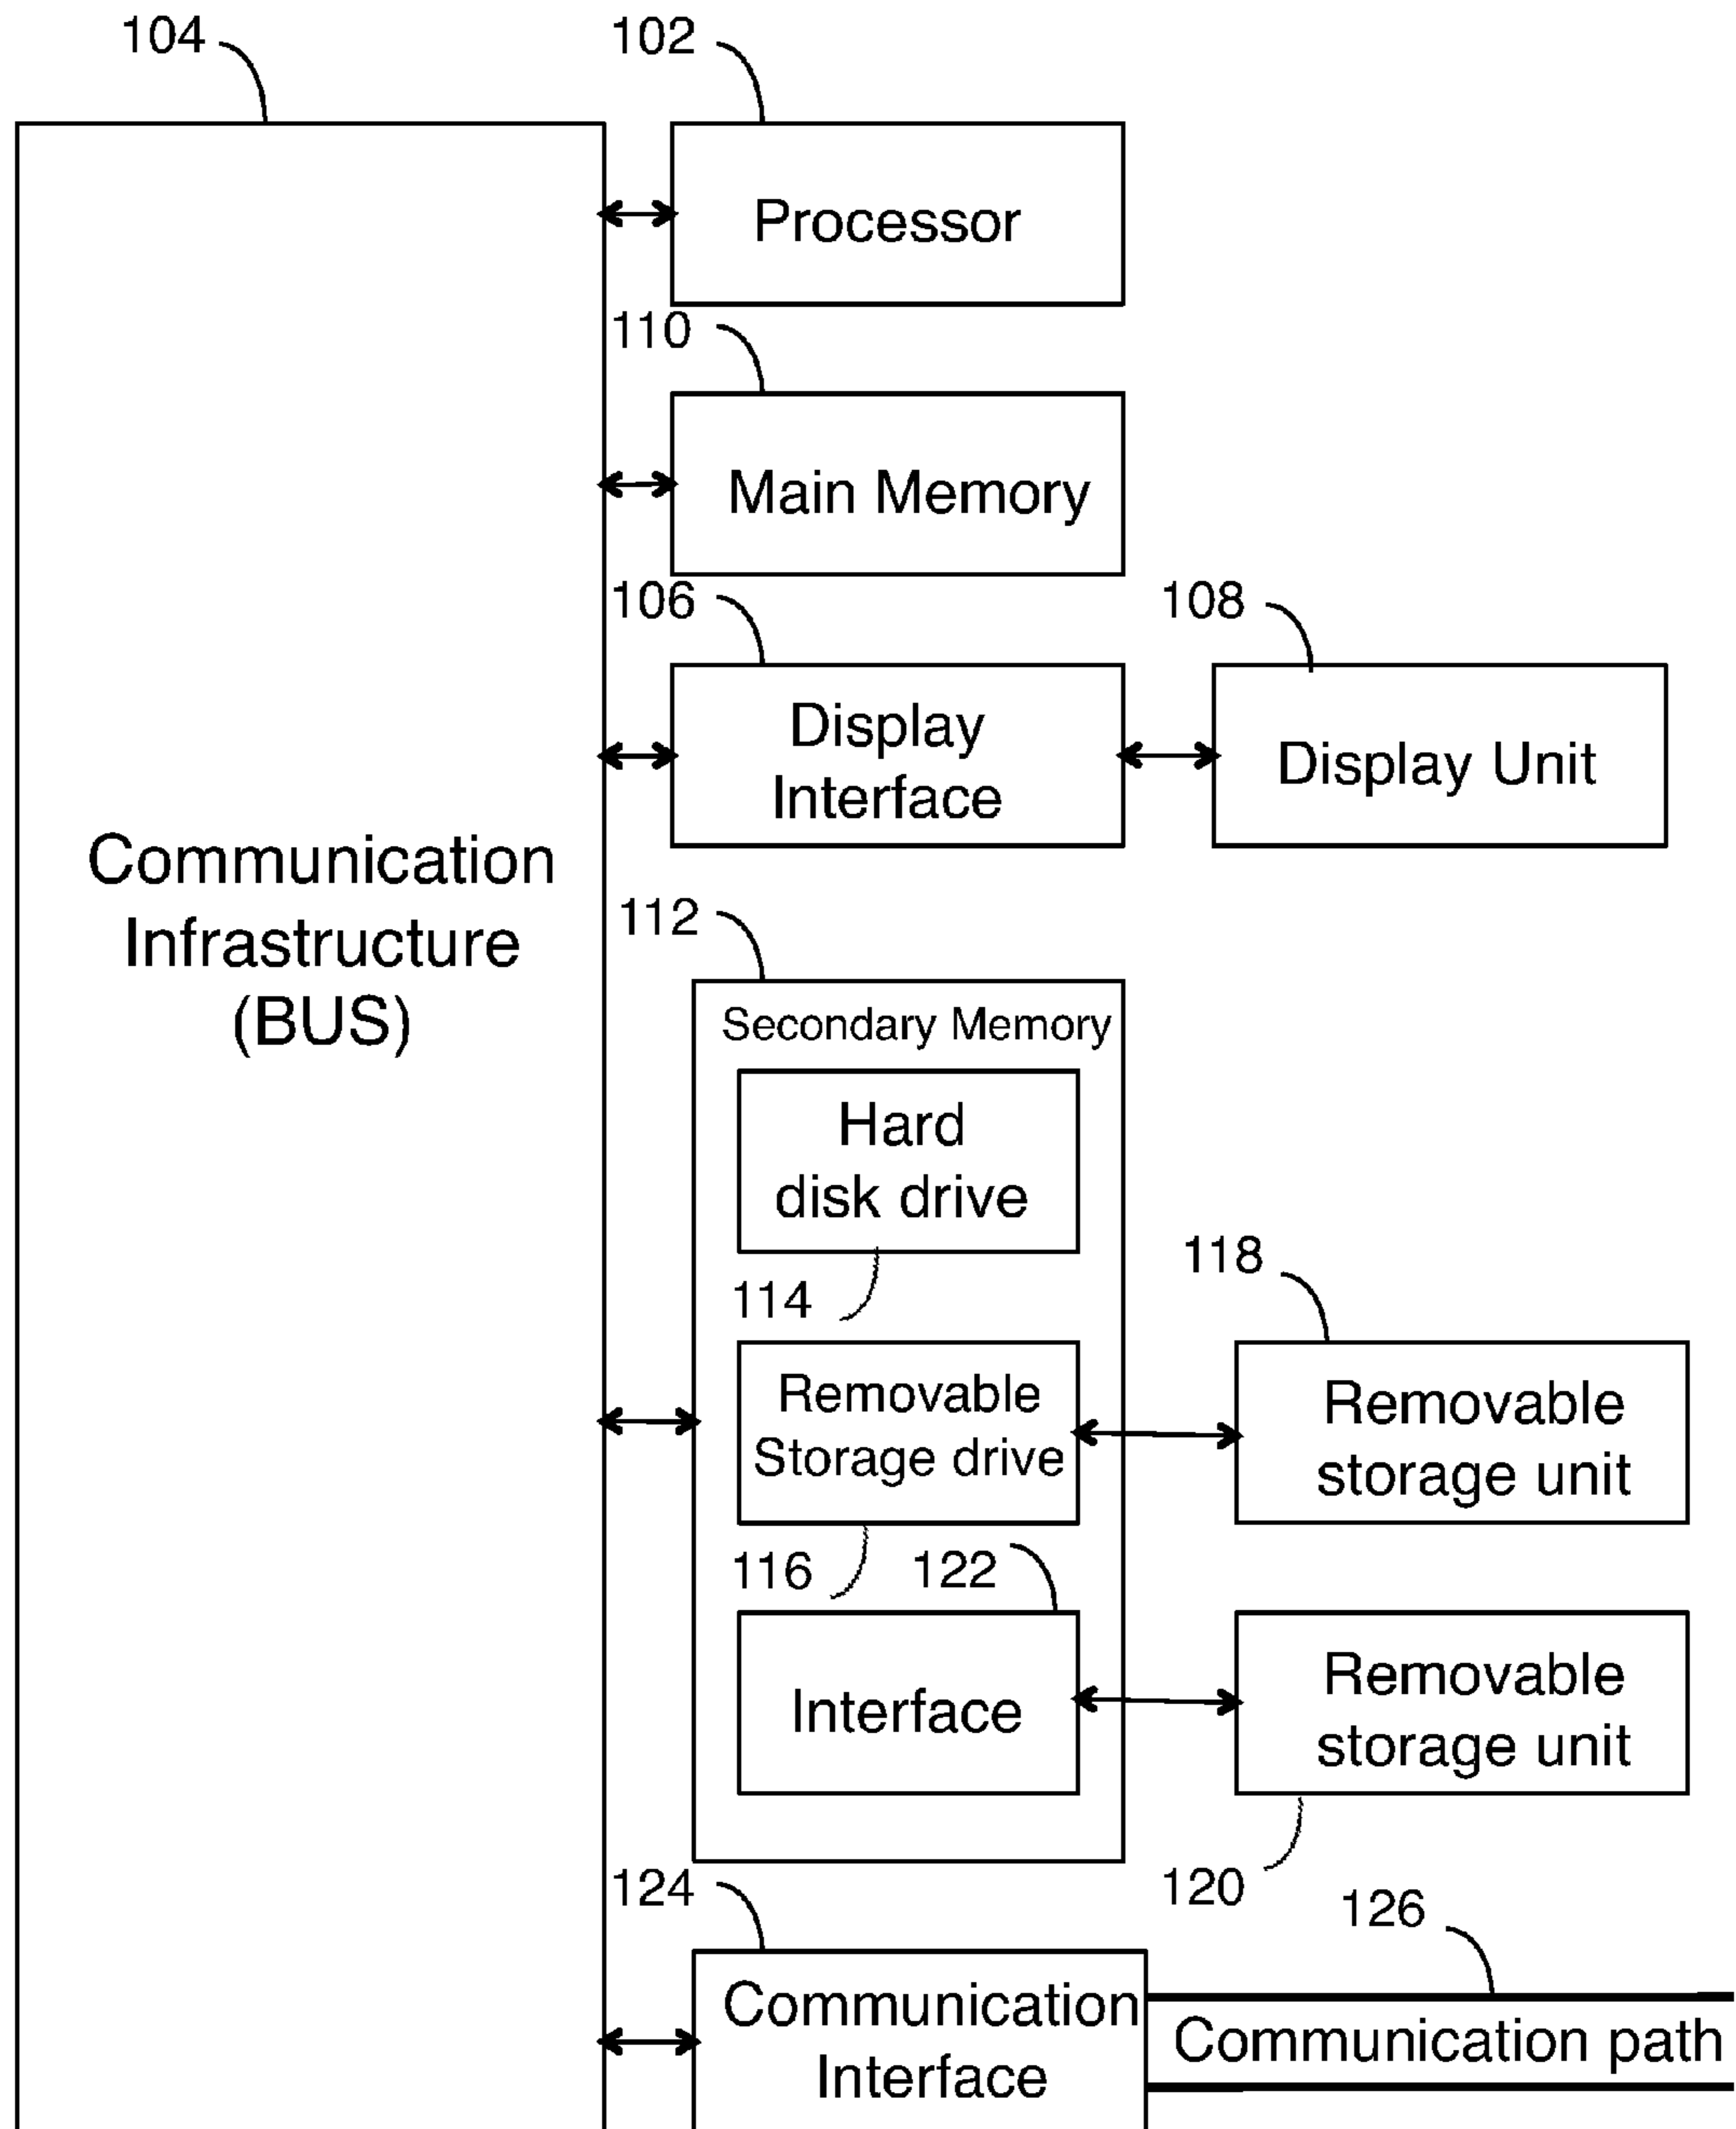 104
102
Processor
110
Main Memory
106
108
Display
Interface
Display Unit
Communication
Infrastructure
(BUS)
112
Secondary Memory
Hard
disk drive
114
118
Removable
Storage drive
Removable
storage unit
116
122
Interface
Removable
storage unit
120
124
126
Communication
Interface
Communication path